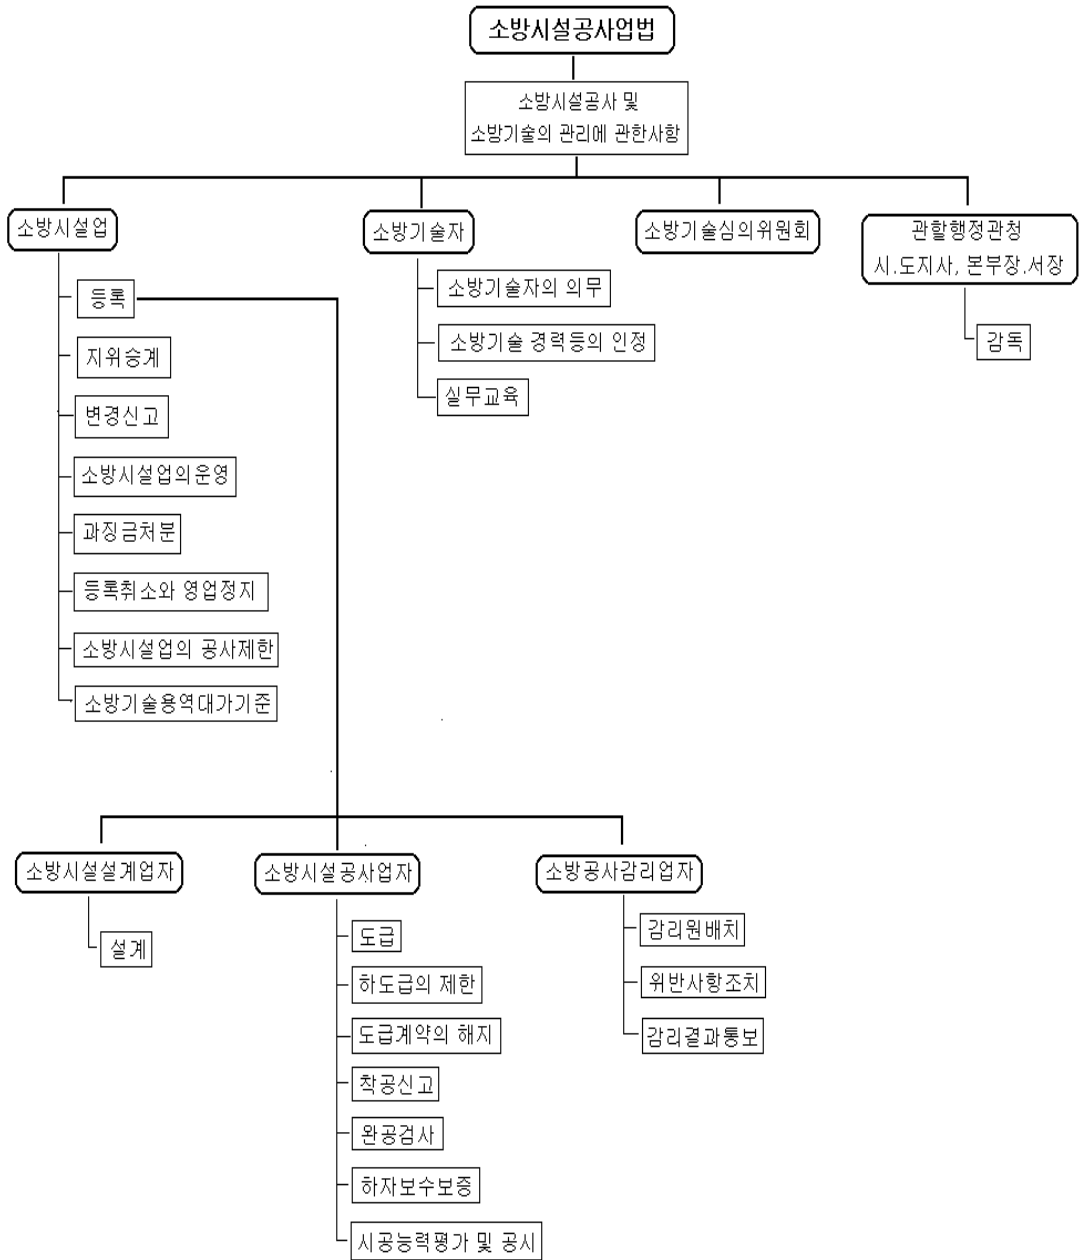 소방시설공사업법
소방시설공사 및
소방기술의 관리에 관한사항
소방시설업
등록
지위승계
변경신고
소방시설업의운영
과징금처분
등록취소와 영업정지
소방시설업의 공사제한
소방기술용역대가기준
소방기술자
소방기술자의 의무
소방기술 경력등의 인정
실무교육
소방기술심의위원회
관할행정관청
시.도지사, 본부장.서장
감독
소방시설설계업자
설계
소방시설공사업자
도급
하도급의 제한
도급계약의 해지
착공신고
완공검사
하자보수보증
시공능력평가 및 공시
소방공사감리업자
감리원배치
위반사항조치
감리결과통보